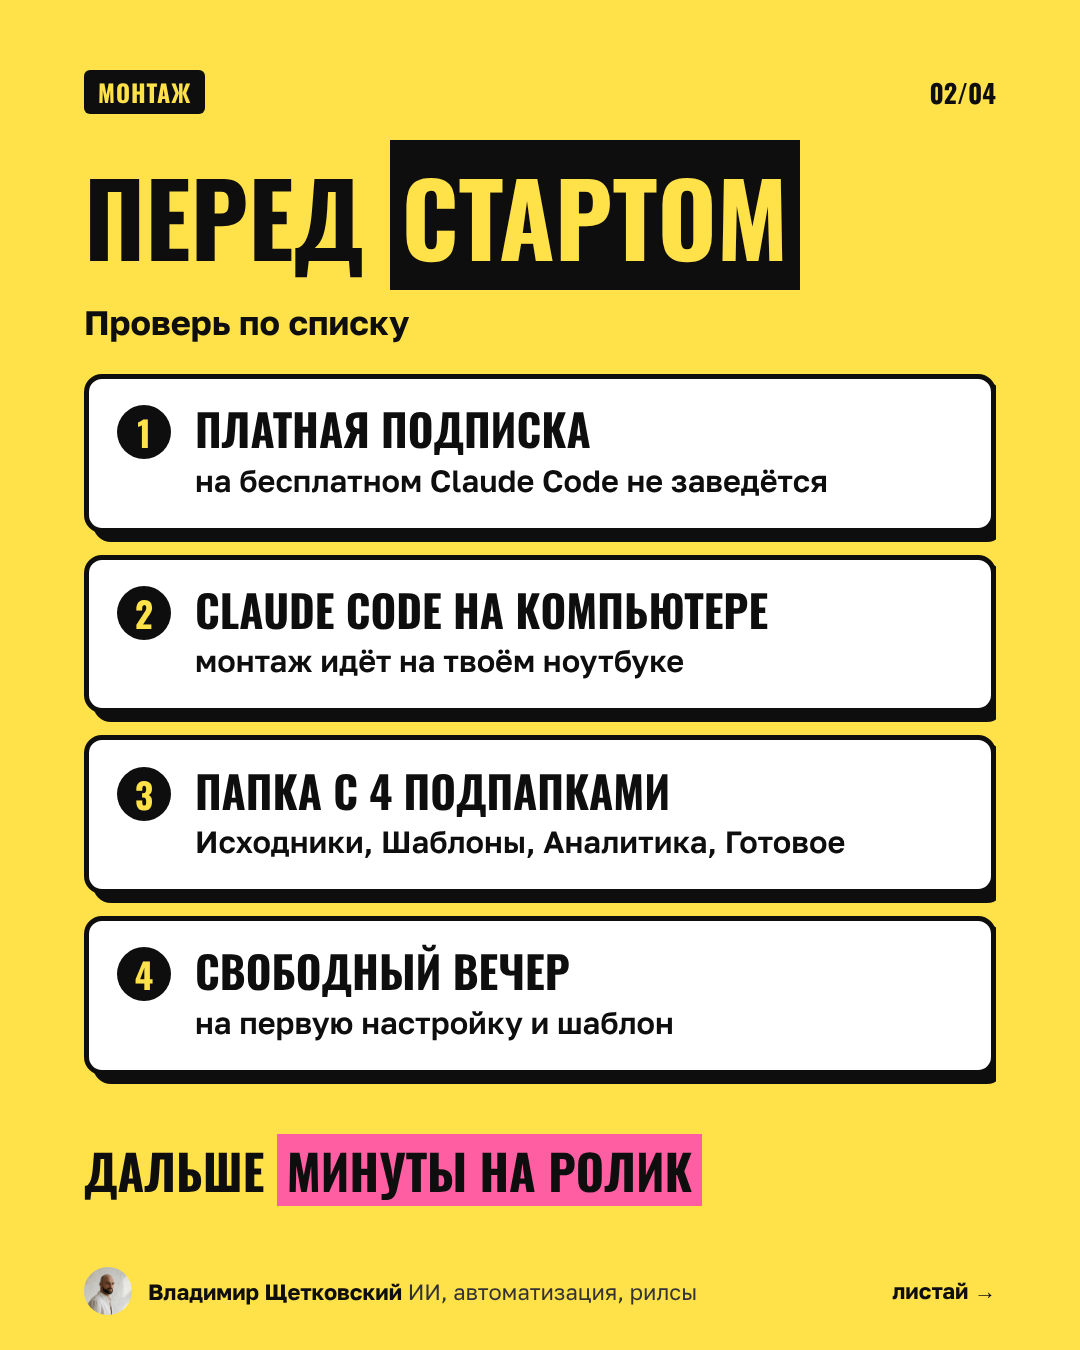 МОНТАЖ
02/04
ПЕРЕД СТАРТОМ
Проверь по списку
1 ПЛАТНАЯ ПОДПИСКА
на бесплатном Claude Code не заведётся
2 CLAUDE CODE НА КОМПЬЮТЕРЕ
монтаж идёт на твоём ноутбуке
3 ПАПКА С 4 ПОДПАПКАМИ
Исходники, Шаблоны, Аналитика, Готовое
4 СВОБОДНЫЙ ВЕЧЕР
на первую настройку и шаблон
ДАЛЬШЕ МИНУТЫ НА РОЛИК
Владимир Щетковский ИИ, автоматизация, рилсы
листай →